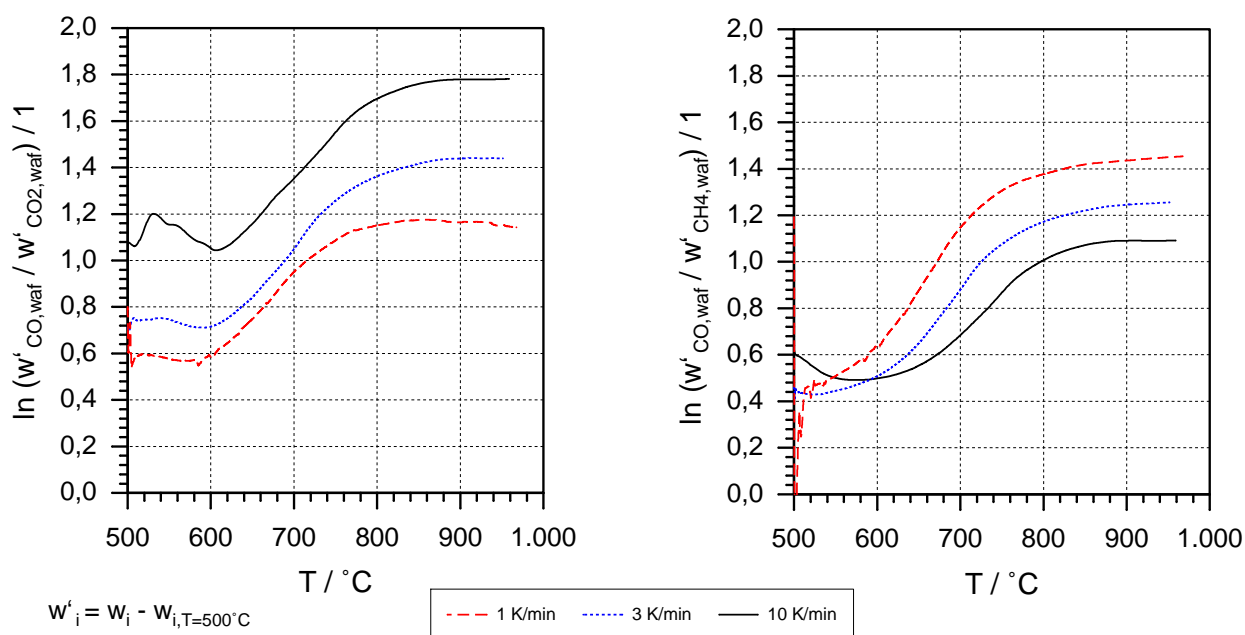 ln (w‘CO,waf / w‘CO2,waf) / 1
2,0
1,8
1,6
1,4
1,2
1,0
0,8
0,6
0,4
0,2
0,0
500 600 700 800 900 1.000
T / ˚C
ln (w‘CO,waf / w‘CH4,waf) / 1
2,0
1,8
1,6
1,4
1,2
1,0
0,8
0,6
0,4
0,2
0,0
500 600 700 800 900 1.000
T / ˚C
w‘i = wi - wi,T=500˚C
1 K/min 3 K/min 10 K/min